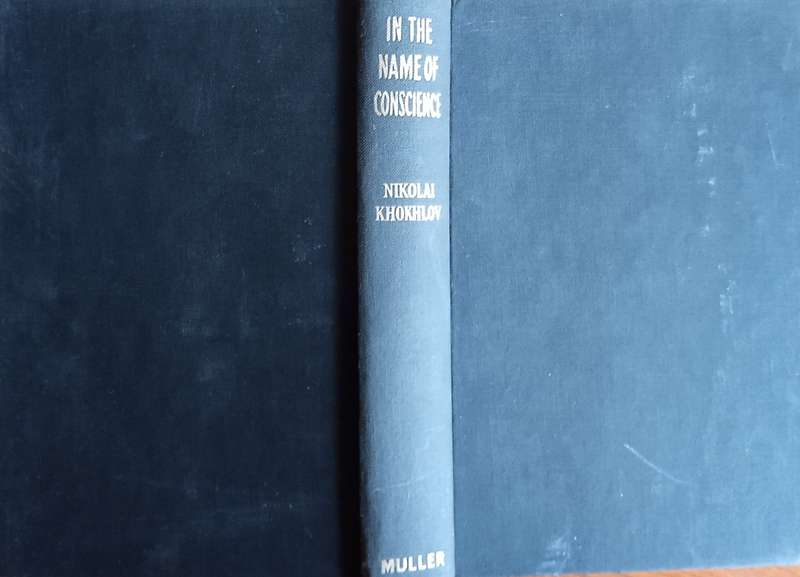 IN THE
NAME OF
CONSCIENCE
NIKOLAI
KHOKHLOV
MULLER